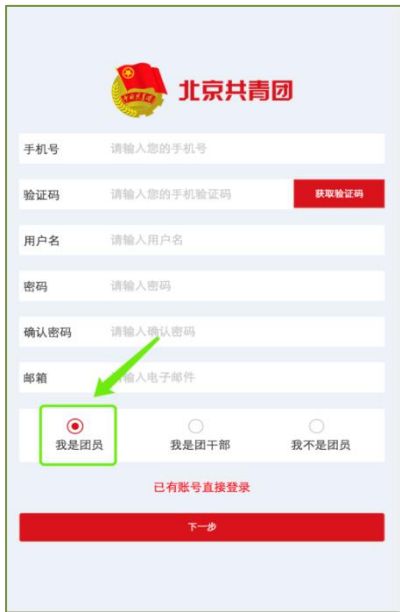 北京共青团
手机号 请输入您的手机号
验证码 请输入您的手机验证码 获取验证码
用户名 请输入用户名
密码 请输入密码
确认密码 请输入确认密码
邮箱 请输入电子邮件
我是团员 我是团干部 我不是团员
已有账号直接登录
下一步